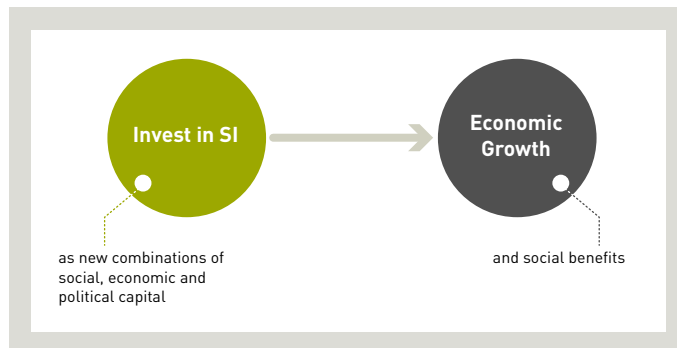 Invest in SI
Economic
Growth
as new combinations of
social, economic and
political capital
and social benefits